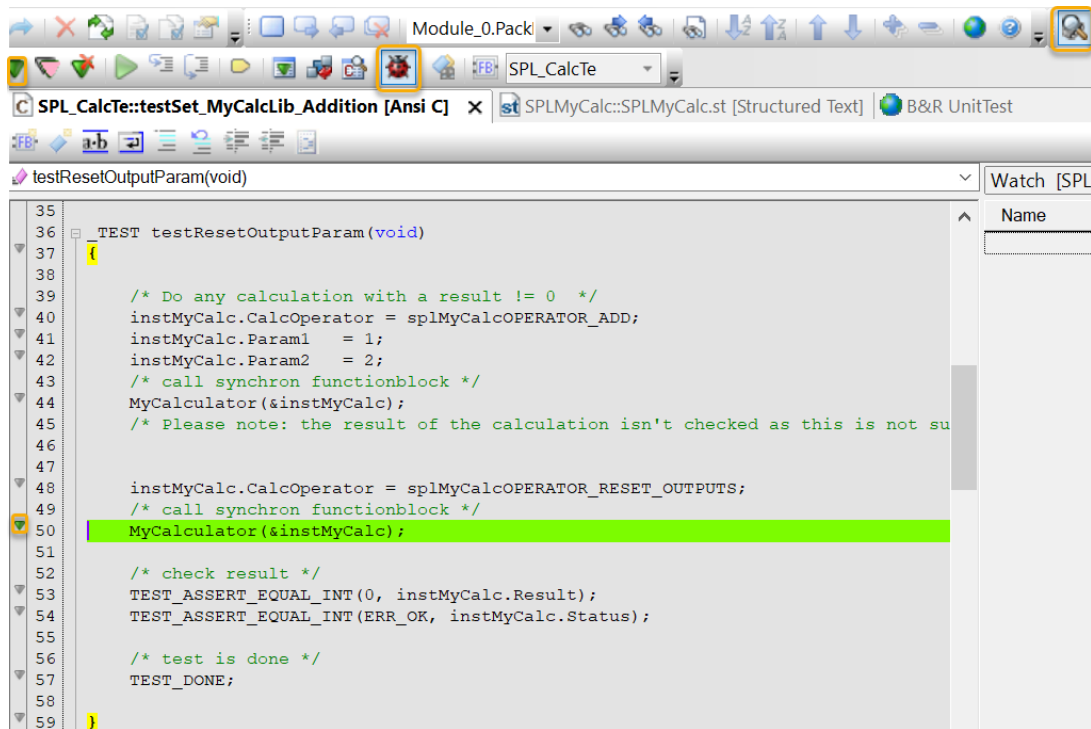 Module_0.Pack
FB SPL_CalcTe
C SPL_CalcTe::testSet_MyCalcLib_Addition [Ansi C] X st SPLMyCalc::SPLMyCalc.st [Structured Text] B&R UnitTest
FB a·b
testResetOutputParam(void) Watch [SPL
Name
35
36 _TEST testResetOutputParam(void)
37 {
38
39 /* Do any calculation with a result != 0  */
40 instMyCalc.CalcOperator = splMyCalcOPERATOR_ADD;
41 instMyCalc.Param1   = 1;
42 instMyCalc.Param2   = 2;
43 /* call synchron functionblock */
44 MyCalculator(&instMyCalc);
45 /* Please note: the result of the calculation isn't checked as this is not su
46
47
48 instMyCalc.CalcOperator = splMyCalcOPERATOR_RESET_OUTPUTS;
49 /* call synchron functionblock */
50 MyCalculator(&instMyCalc);
51
52 /* check result */
53 TEST_ASSERT_EQUAL_INT(0, instMyCalc.Result);
54 TEST_ASSERT_EQUAL_INT(ERR_OK, instMyCalc.Status);
55
56 /* test is done */
57 TEST_DONE;
58
59 }